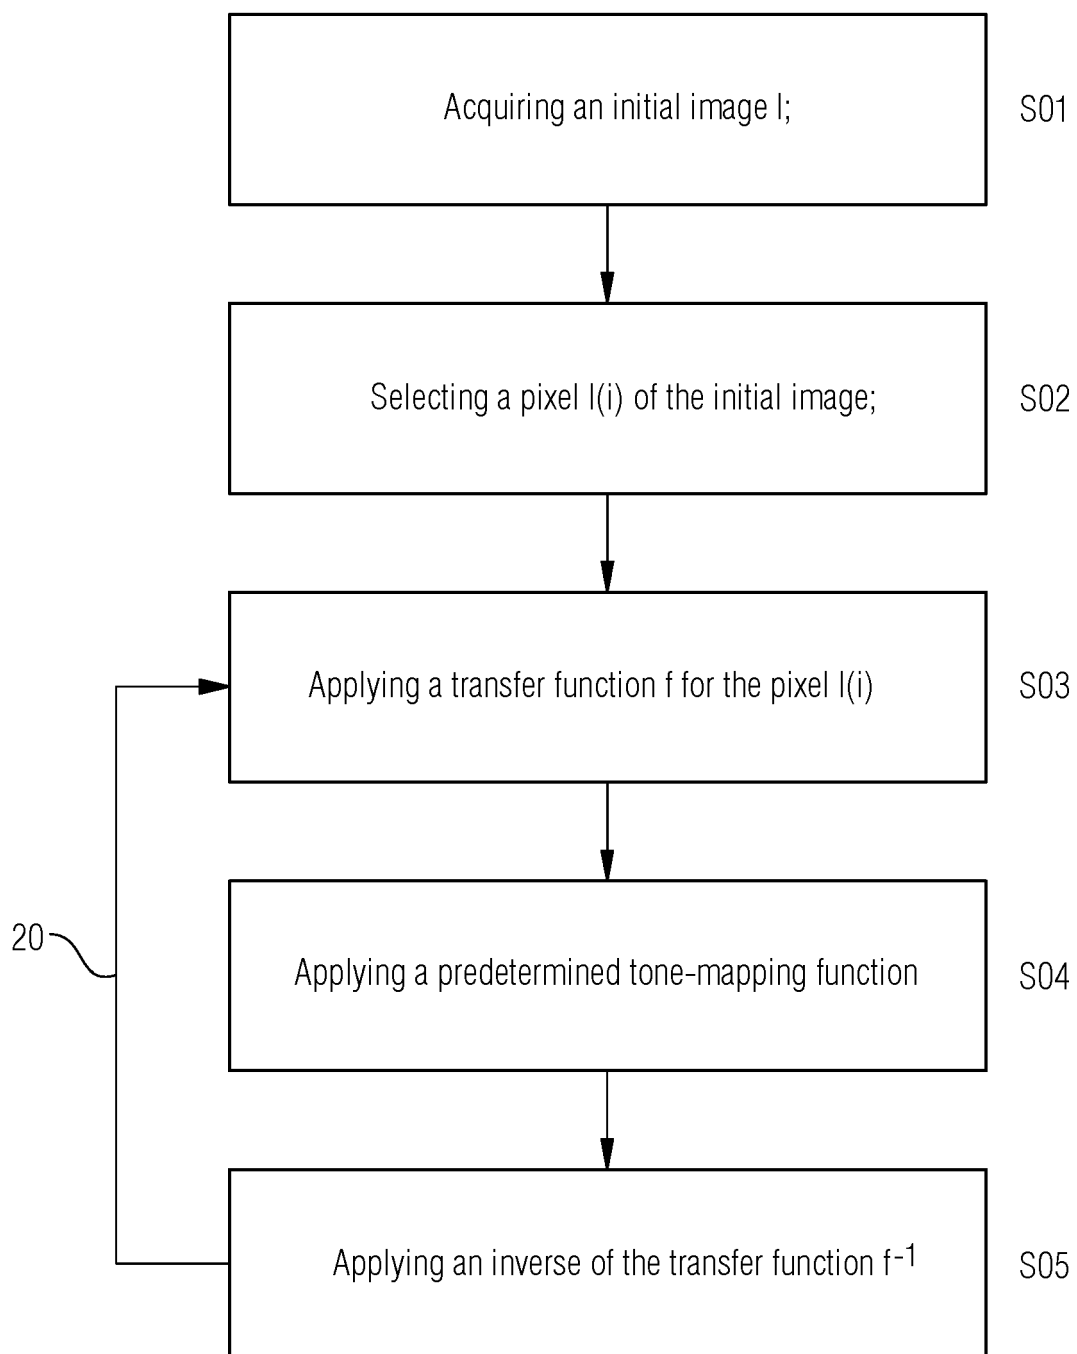 Acquiring an initial image I;
S01
Selecting a pixel I(i) of the initial image;
S02
Applying a transfer function f for the pixel I(i)
S03
20
Applying a predetermined tone-mapping function
S04
Applying an inverse of the transfer function f⁻¹
S05